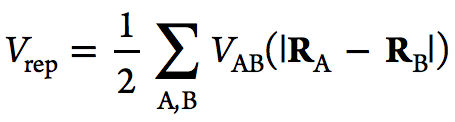 V_rep = 1/2 ∑_{A,B} V_AB(|R_A − R_B|)